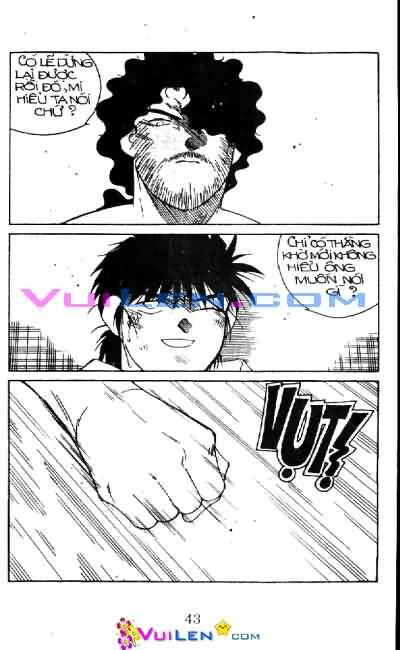 CÓ LẼ DỪNG
LẠI ĐƯỢC
RỒI ĐÓ, MI
HIỂU TA NÓI
CHỨ ?
CHỈ CÓ THẰNG
KHỜ MỚI KHÔNG
HIỂU ÔNG
MUỐN NÓI
GÌ ?
VUILEN.COM
VỤT!
43
VUILEN.COM